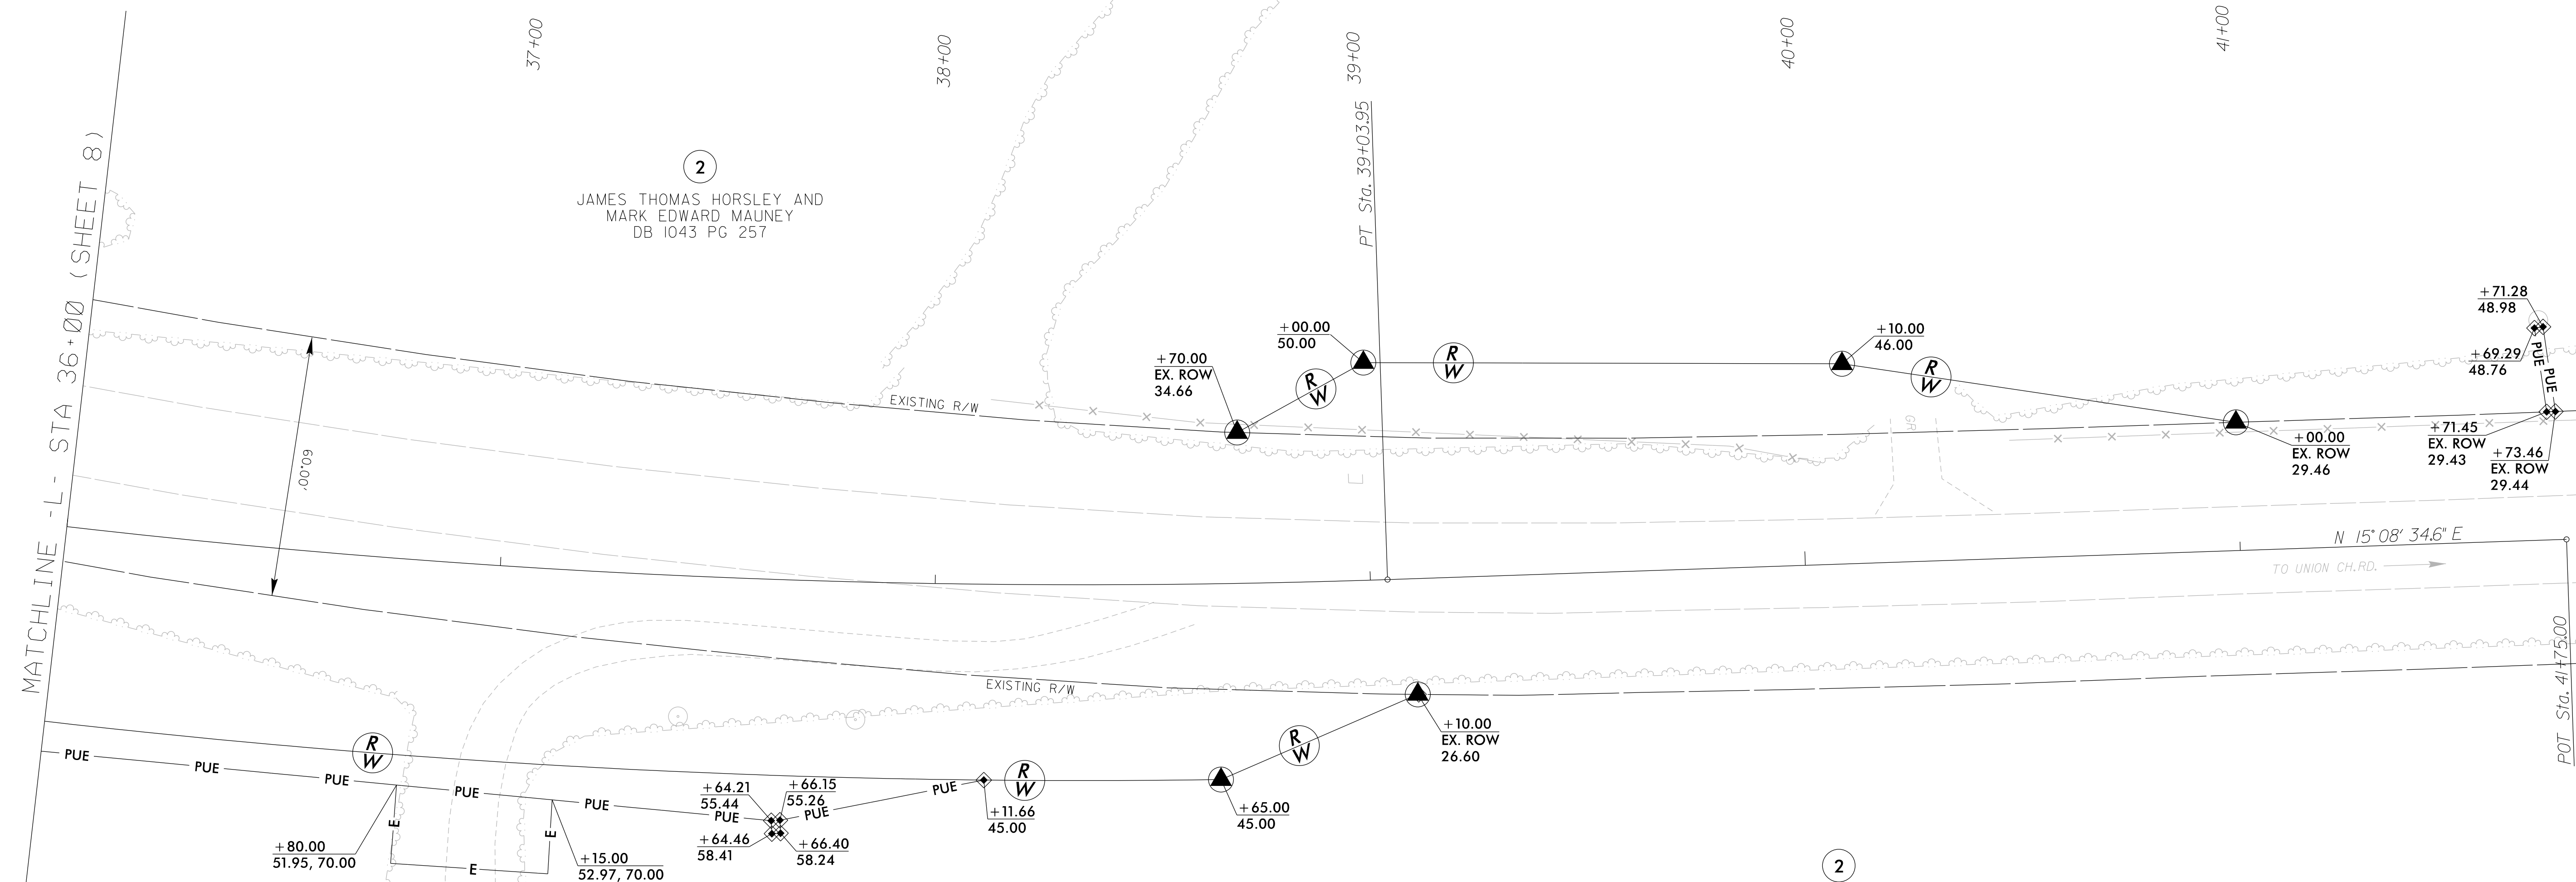 37+00
38+00
39+00
40+00
41+00
MATCHLINE -L- STA 36+00 (SHEET 8)
2
JAMES THOMAS HORSLEY AND
MARK EDWARD MAUNEY
DB 1043 PG 257
PT Sta. 39+03.95
60.00'
EXISTING R/W
+70.00
EX. ROW
34.66
+00.00
50.00
R
W
R
W
+10.00
46.00
R
W
GR
+00.00
EX. ROW
29.46
+71.28
48.98
+69.29
48.76
PUE
PUE
+71.45
EX. ROW
29.43
+73.46
EX. ROW
29.44
N 15° 08' 34.6" E
TO UNION CH.RD.
POT Sta. 41+75.00
EXISTING R/W
R
W
PUE
PUE
PUE
PUE
PUE
PUE
PUE
PUE
E
E
E
+80.00
51.95, 70.00
+15.00
52.97, 70.00
+64.21
55.44
+66.15
55.26
+64.46
58.41
+66.40
58.24
R
W
+11.66
45.00
+65.00
45.00
R
W
+10.00
EX. ROW
26.60
2